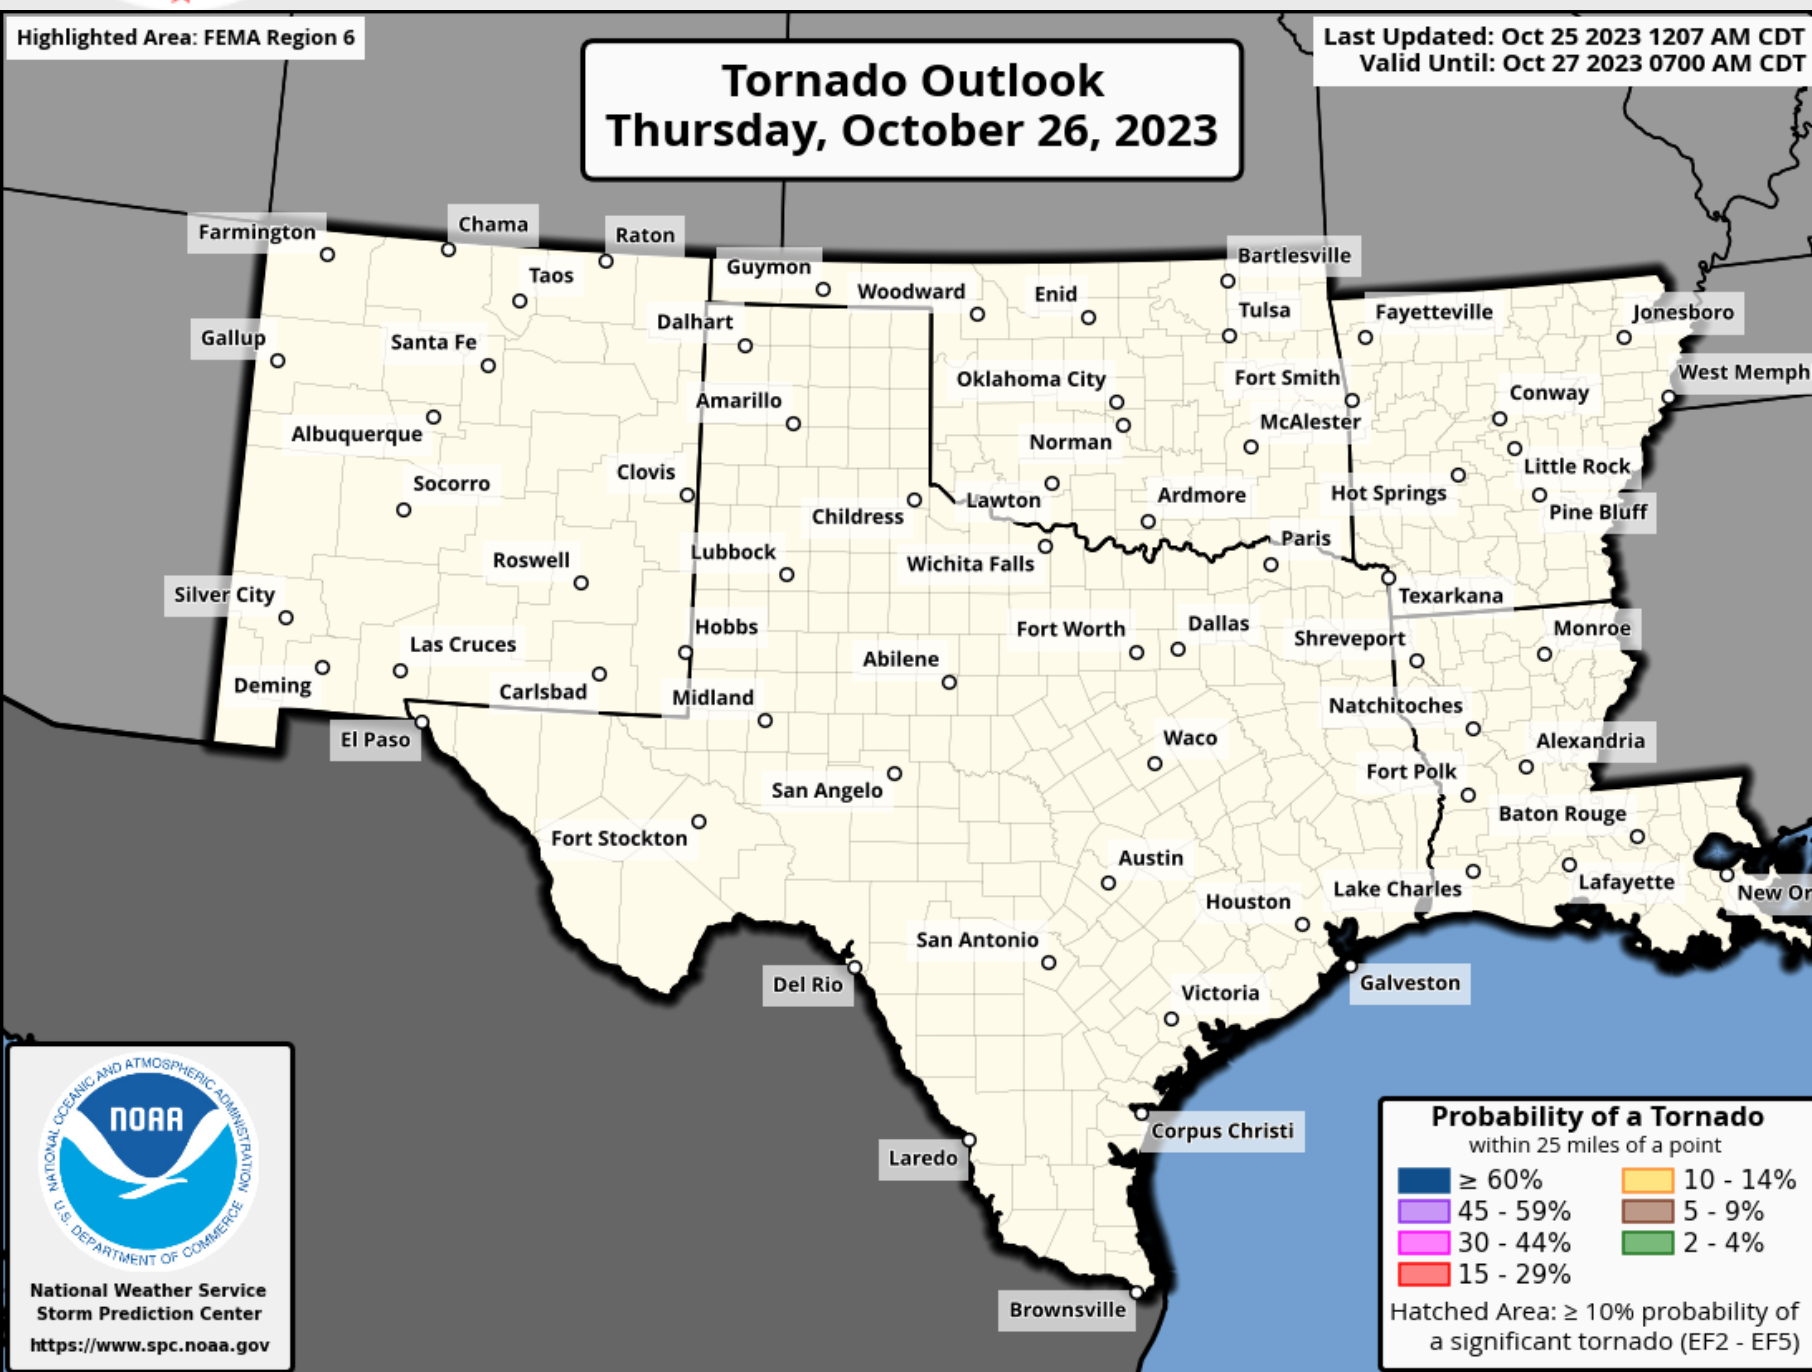 Highlighted Area: FEMA Region 6
Tornado Outlook
Thursday, October 26, 2023
Last Updated: Oct 25 2023 1207 AM CDT
Valid Until: Oct 27 2023 0700 AM CDT
Farmington
Chama
Raton
Taos
Guymon
Woodward
Enid
Bartlesville
Tulsa
Fayetteville
Jonesboro
Gallup
Santa Fe
Dalhart
Oklahoma City
Fort Smith
Conway
West Memph
Amarillo
Albuquerque
Norman
McAlester
Little Rock
Socorro
Clovis
Childress
Lawton
Ardmore
Hot Springs
Pine Bluff
Roswell
Lubbock
Wichita Falls
Paris
Silver City
Texarkana
Las Cruces
Hobbs
Abilene
Fort Worth
Dallas
Shreveport
Monroe
Deming
Carlsbad
Midland
Natchitoches
El Paso
Waco
Alexandria
San Angelo
Fort Polk
Fort Stockton
Baton Rouge
Austin
Houston
Lake Charles
Lafayette
New Or
San Antonio
Del Rio
Victoria
Galveston
Corpus Christi
Laredo
Brownsville
NATIONAL OCEANIC AND ATMOSPHERIC ADMINISTRATION
NOAA
U.S. DEPARTMENT OF COMMERCE
National Weather Service
Storm Prediction Center
https://www.spc.noaa.gov
Probability of a Tornado
within 25 miles of a point
≥ 60%
45 - 59%
30 - 44%
15 - 29%
10 - 14%
5 - 9%
2 - 4%
Hatched Area: ≥ 10% probability of
a significant tornado (EF2 - EF5)